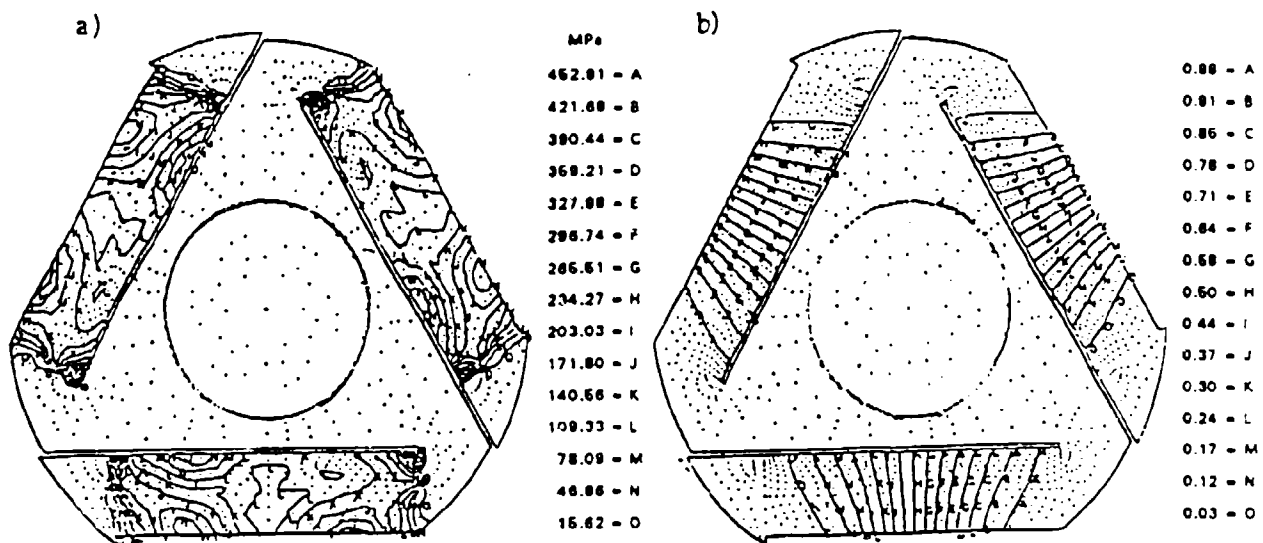 a)
MPa
452.91 = A
421.68 = B
390.44 = C
359.21 = D
327.98 = E
296.74 = F
265.51 = G
234.27 = H
203.03 = I
171.80 = J
140.56 = K
109.33 = L
78.09 = M
46.86 = N
15.62 = O
b)
0.98 = A
0.91 = B
0.85 = C
0.78 = D
0.71 = E
0.64 = F
0.58 = G
0.50 = H
0.44 = I
0.37 = J
0.30 = K
0.24 = L
0.17 = M
0.12 = N
0.03 = O